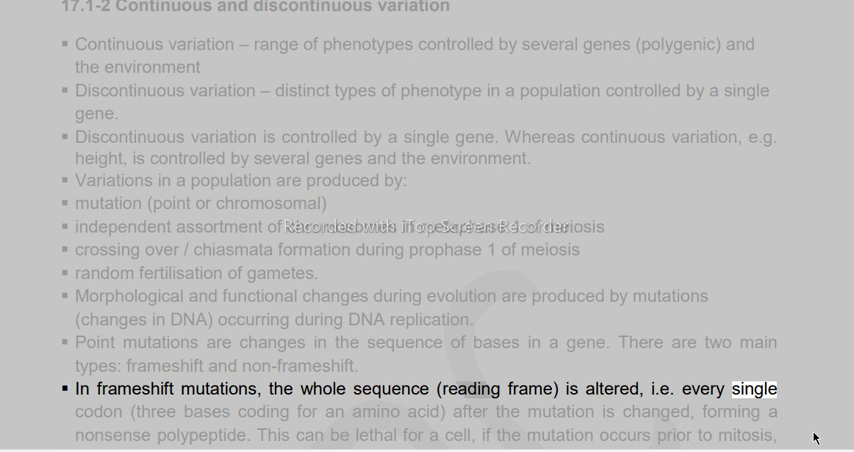 17.1-2 Continuous and discontinuous variation
▪ Continuous variation – range of phenotypes controlled by several genes (polygenic) and
the environment
▪ Discontinuous variation – distinct types of phenotype in a population controlled by a single
gene.
▪ Discontinuous variation is controlled by a single gene. Whereas continuous variation, e.g.
height, is controlled by several genes and the environment.
▪ Variations in a population are produced by:
▪ mutation (point or chromosomal)
▪ independent assortment of meiosis
Recorded with iTop Screen Recorder
▪ crossing over / chiasmata formation during prophase 1 of meiosis
▪ random fertilisation of gametes.
▪ Morphological and functional changes during evolution are produced by mutations
(changes in DNA) occurring during DNA replication.
▪ Point mutations are changes in the sequence of bases in a gene. There are two main
types: frameshift and non-frameshift.
▪ In frameshift mutations, the whole sequence (reading frame) is altered, i.e. every single
codon (three bases coding for an amino acid) after the mutation is changed, forming a
nonsense polypeptide. This can be lethal for a cell, if the mutation occurs prior to mitosis,